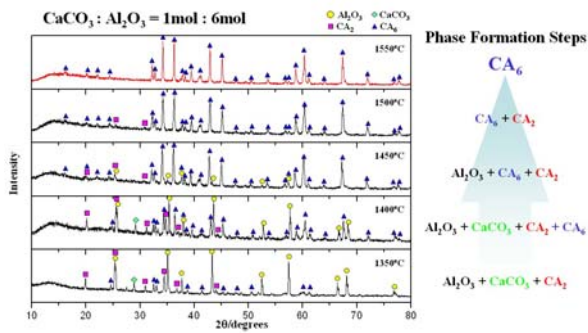 CaCO₃ : Al₂O₃ = 1mol : 6mol
Al₂O₃ CaCO₃
CA₂ CA₆
1550°C
1500°C
1450°C
1400°C
1350°C
Intensity
10 20 30 40 50 60 70 80
2θ/degrees
Phase Formation Steps
CA₆
CA₆ + CA₂
Al₂O₃ + CA₆ + CA₂
Al₂O₃ + CaCO₃ + CA₂ + CA₆
Al₂O₃ + CaCO₃ + CA₂